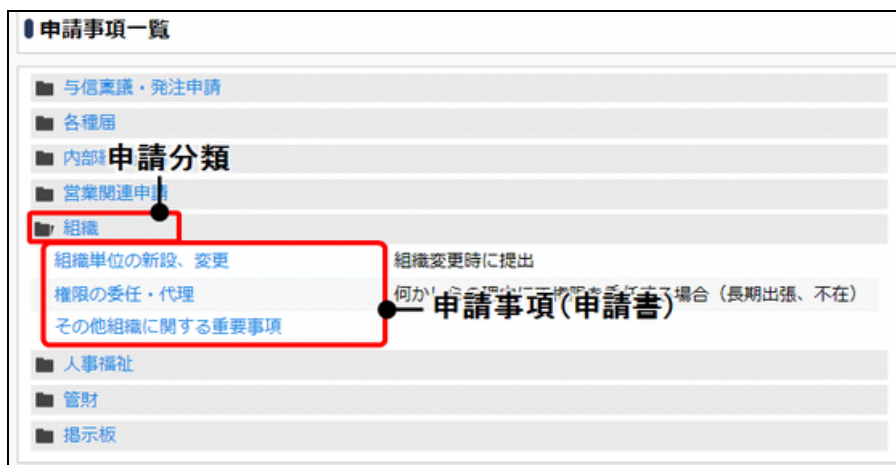 申請事項一覧
与信稟議・発注申請
各種届
内部
申請分類
営業関連申
組織
組織単位の新設、変更 組織変更時に提出
権限の委任・代理 何か 場合（長期出張、不在）
申請事項(申請書)
その他組織に関する重要事項
人事福祉
管財
掲示板